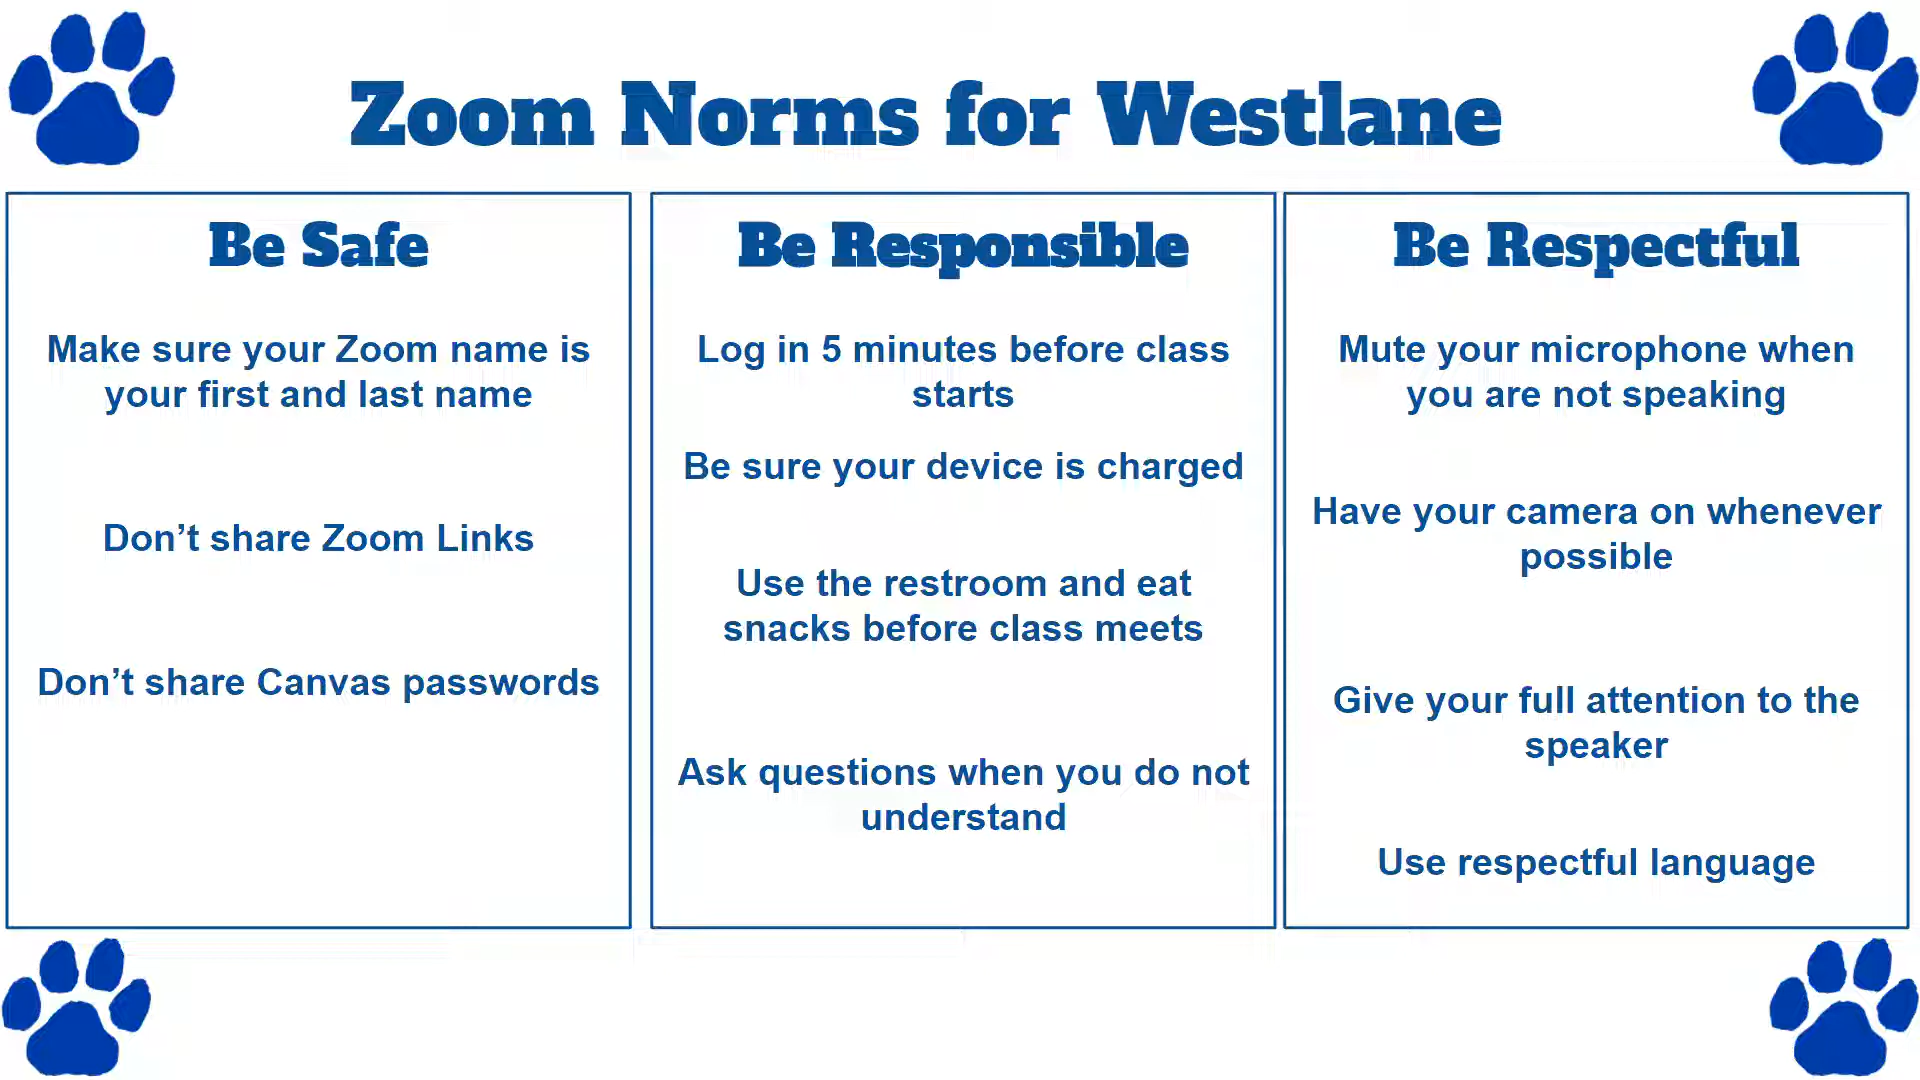 Zoom Norms for Westlane
Be Safe
Make sure your Zoom name is
your first and last name
Don’t share Zoom Links
Don’t share Canvas passwords
Be Responsible
Log in 5 minutes before class
starts
Be sure your device is charged
Use the restroom and eat
snacks before class meets
Ask questions when you do not
understand
Be Respectful
Mute your microphone when
you are not speaking
Have your camera on whenever
possible
Give your full attention to the
speaker
Use respectful language